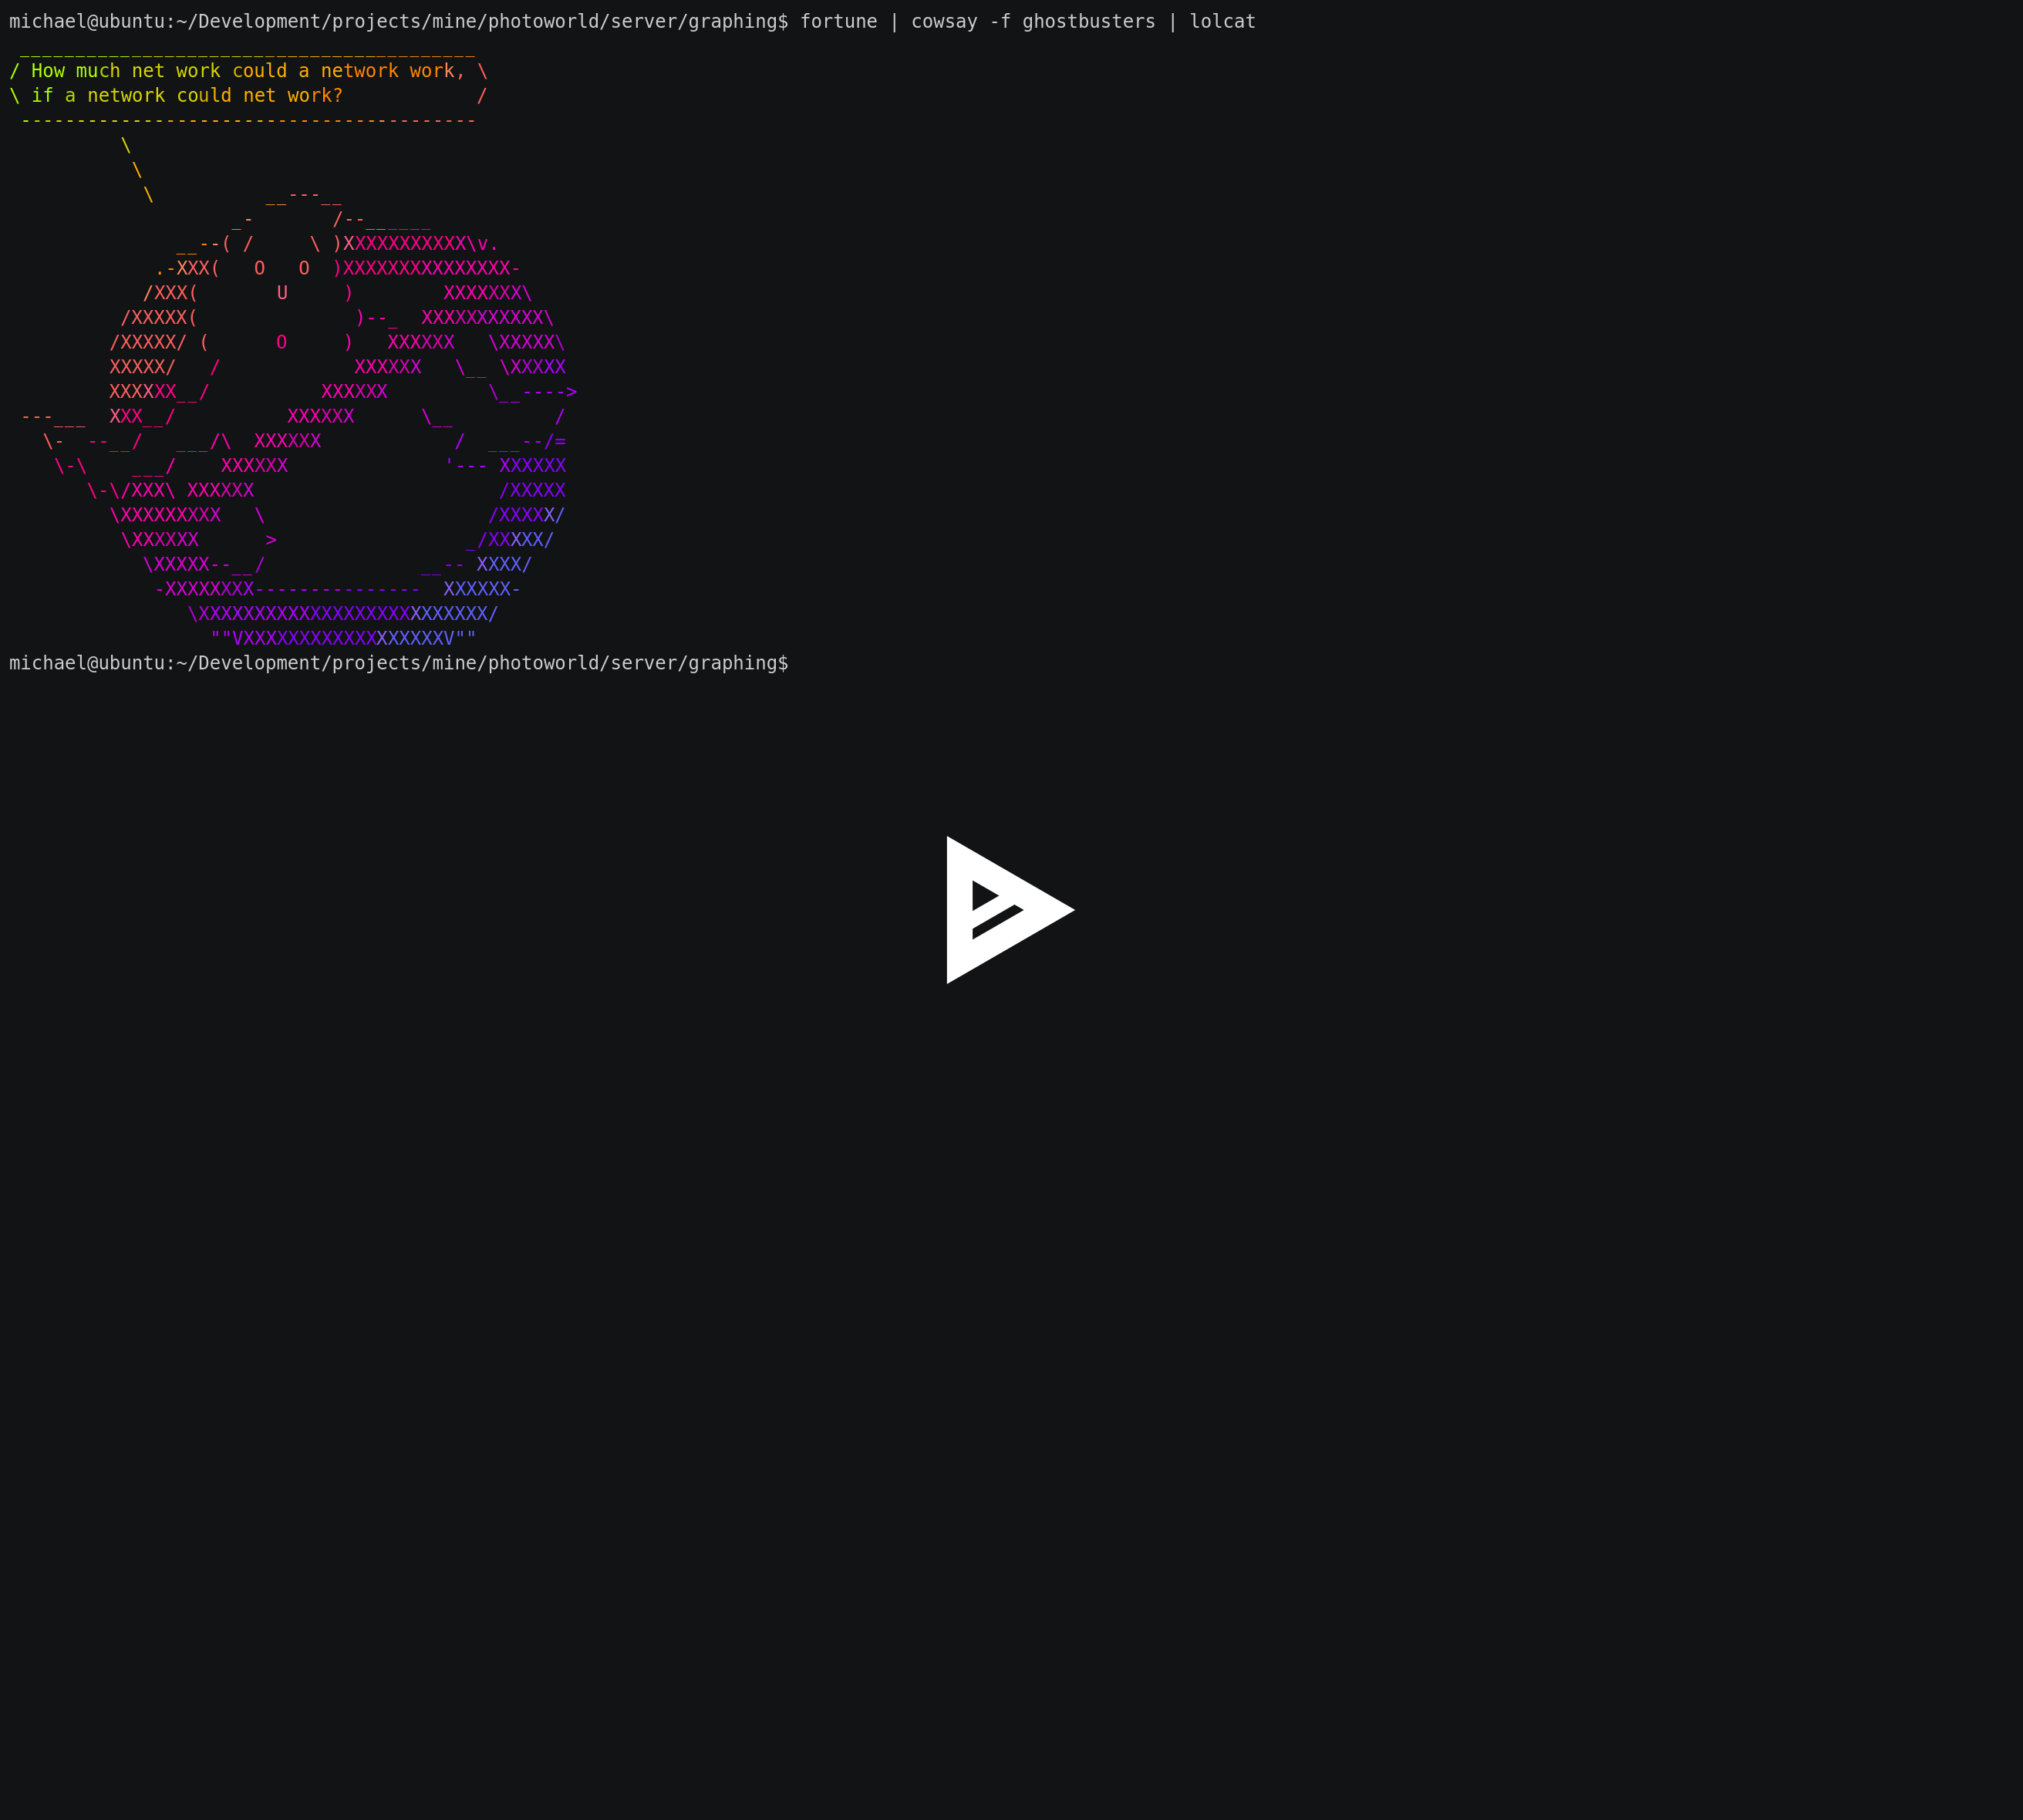 michael@ubuntu:~/Development/projects/mine/photoworld/server/graphing$ fortune | cowsay -f ghostbusters | lolcat
 _________________________________________
/ How much net work could a network work, \
\ if a network could net work?            /
 -----------------------------------------
          \
           \
            \          __---__
                    _-       /--______
               __--( /     \ )XXXXXXXXXXX\v.
             .-XXX(   O   O  )XXXXXXXXXXXXXXX-
            /XXX(       U     )        XXXXXXX\
          /XXXXX(              )--_  XXXXXXXXXXX\
         /XXXXX/ (      O     )   XXXXXX   \XXXXX\
         XXXXX/   /            XXXXXX   \__ \XXXXX
         XXXXXX__/          XXXXXX         \__---->
 ---___  XXX__/          XXXXXX      \__         /
   \-  --__/   ___/\  XXXXXX            /  ___--/=
    \-\    ___/    XXXXXX              '--- XXXXXX
       \-\/XXX\ XXXXXX                      /XXXXX
         \XXXXXXXXX   \                    /XXXXX/
          \XXXXXX      >                 _/XXXXX/
            \XXXXX--__/              __-- XXXX/
             -XXXXXXXX---------------  XXXXXX-
                \XXXXXXXXXXXXXXXXXXXXXXXXXX/
                  ""VXXXXXXXXXXXXXXXXXXV""
michael@ubuntu:~/Development/projects/mine/photoworld/server/graphing$